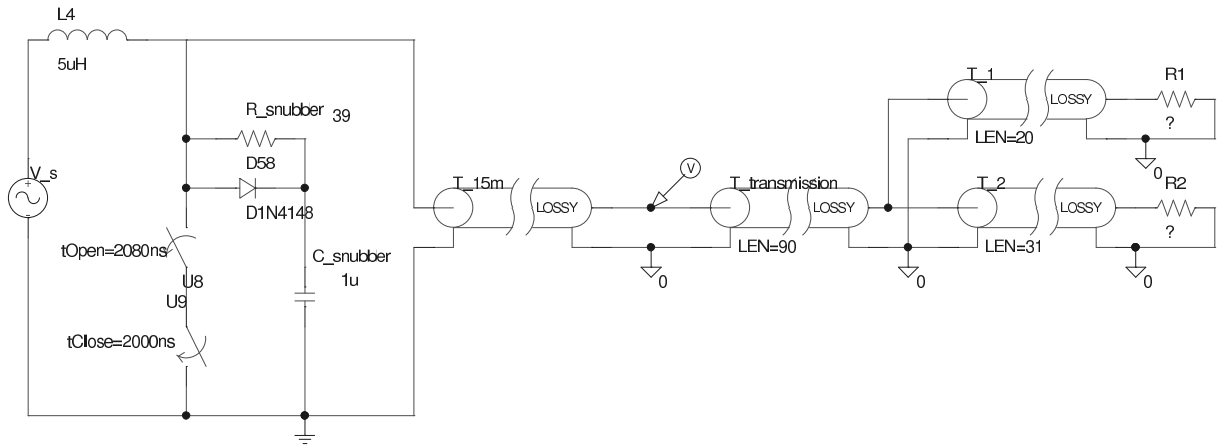 L4
5uH
R_snubber
39
D58
D1N4148
V_s
+
-
tOpen=2080ns
U8
U9
tClose=2000ns
C_snubber
1u
T_15m
LOSSY
V
0
T_transmission
LOSSY
LEN=90
0
T_1
LOSSY
LEN=20
R1
?
0
T_2
LOSSY
LEN=31
R2
?
0